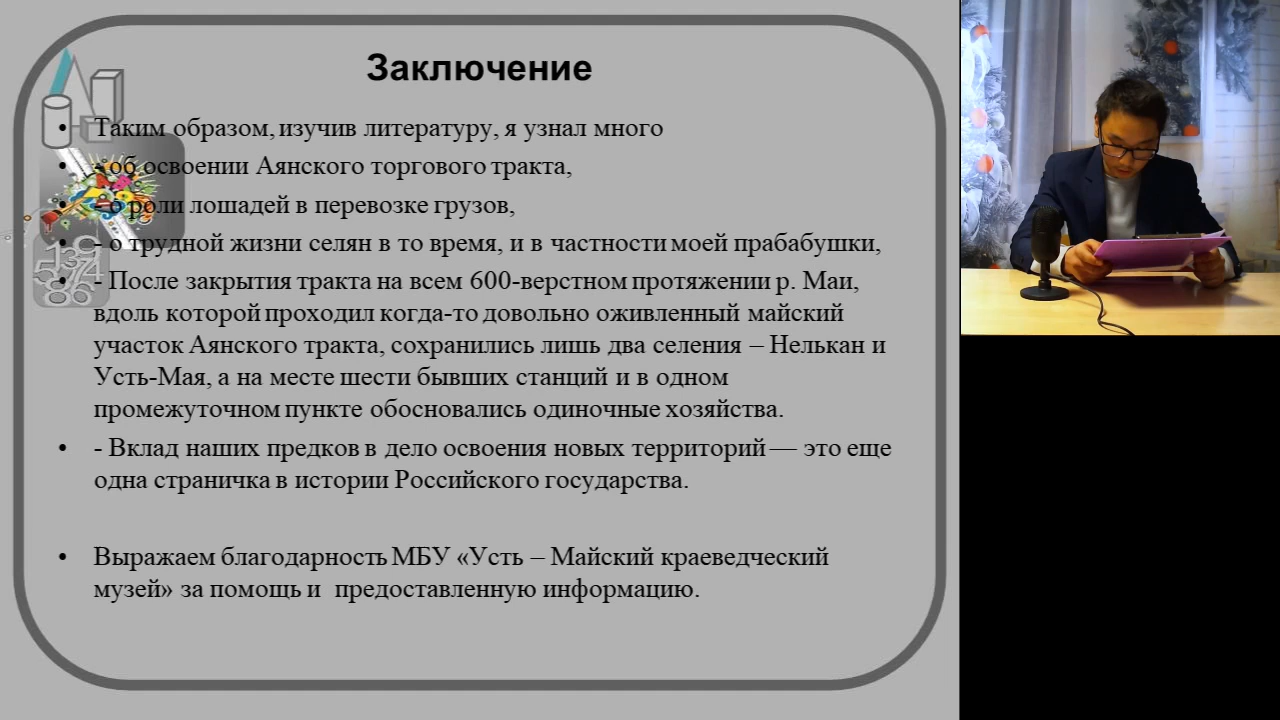 Заключение
• Таким образом, изучив литературу, я узнал много
• - об освоении Аянского торгового тракта,
• - о роли лошадей в перевозке грузов,
• - о трудной жизни селян в то время, и в частности моей прабабушки,
• - После закрытия тракта на всем 600-верстном протяжении р. Маи,
вдоль которой проходил когда-то довольно оживленный майский
участок Аянского тракта, сохранились лишь два селения – Нелькан и
Усть-Мая, а на месте шести бывших станций и в одном
промежуточном пункте обосновались одиночные хозяйства.
• - Вклад наших предков в дело освоения новых территорий — это еще
одна страничка в истории Российского государства.
• Выражаем благодарность МБУ «Усть – Майский краеведческий
музей» за помощь и предоставленную информацию.